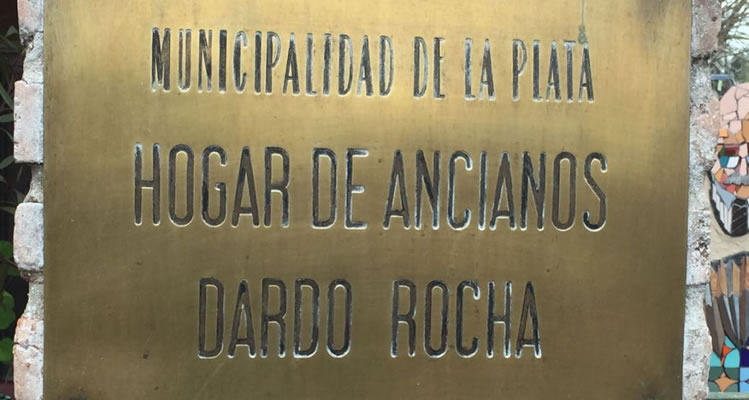 MUNICIPALIDAD DE LA PLATA
HOGAR DE ANCIANOS
DARDO ROCHA